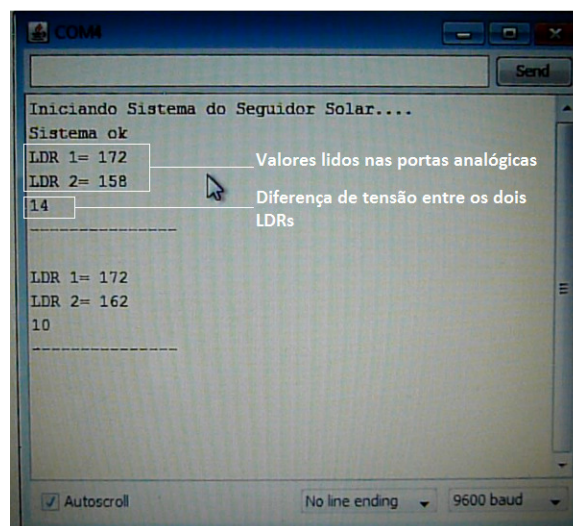 COM4
Send
Iniciando Sistema do Seguidor Solar....
Sistema ok
LDR 1= 172
LDR 2= 158
Valores lidos nas portas analógicas
14
Diferença de tensão entre os dois
LDRs
---------------
LDR 1= 172
LDR 2= 162
10
---------------
Autoscroll
No line ending
9600 baud